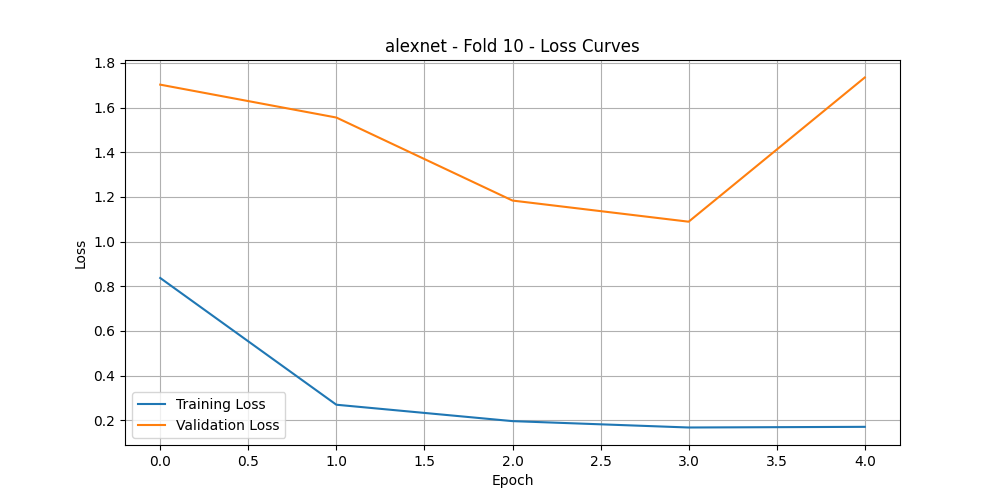 alexnet - Fold 10 - Loss Curves
1.8
1.6
1.4
1.2
1.0
0.8
0.6
0.4
0.2
Loss
Training Loss
Validation Loss
0.0 0.5 1.0 1.5 2.0 2.5 3.0 3.5 4.0
Epoch